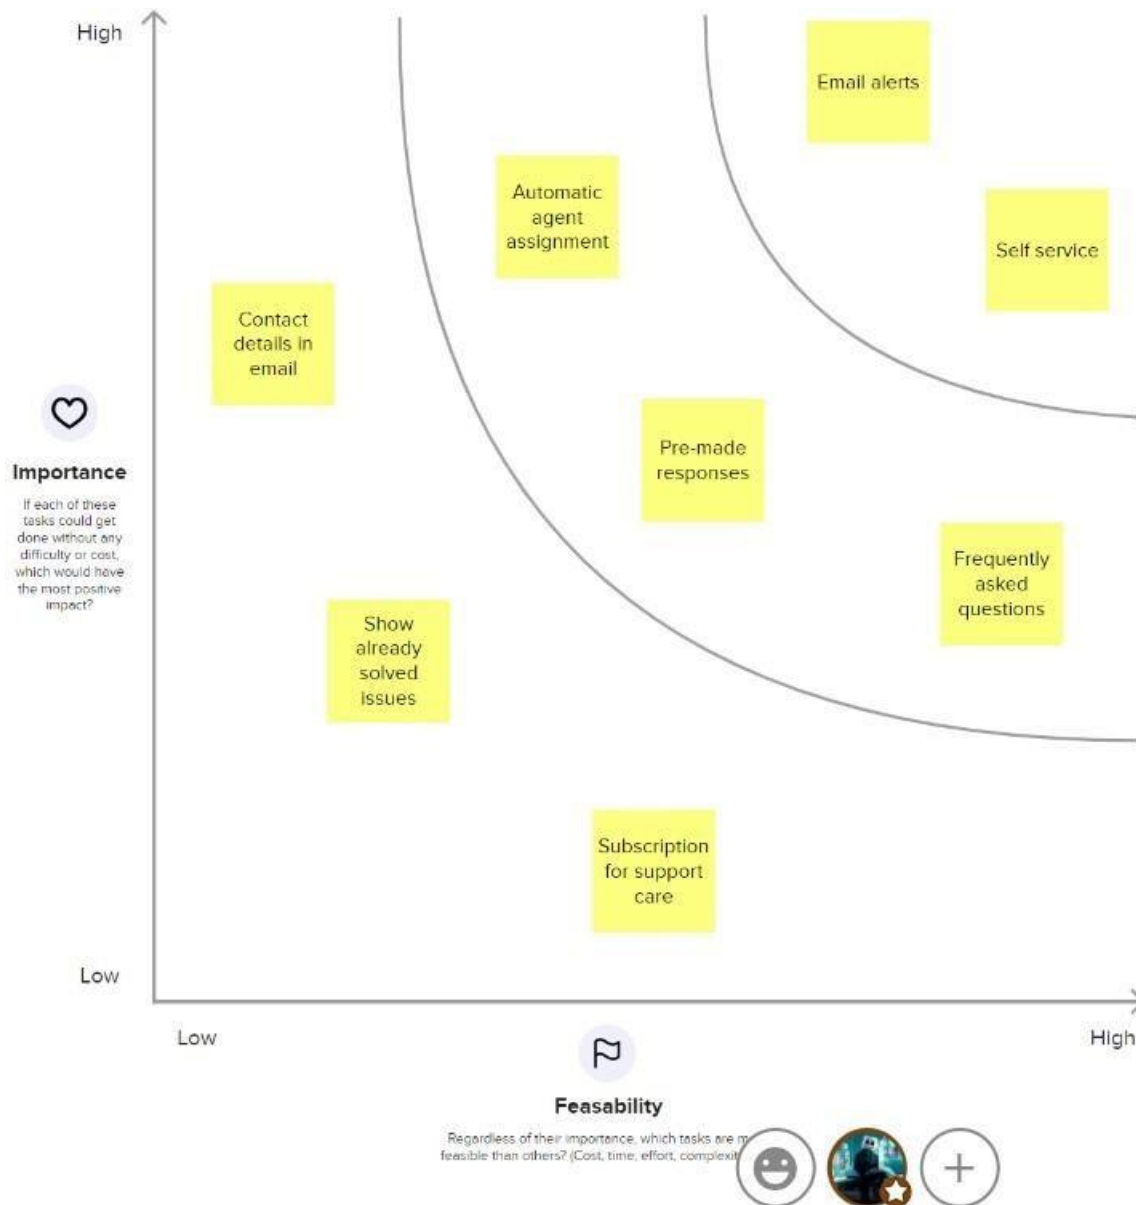 High
Email alerts
Automatic
agent
assignment
Self service
Contact
details in
email
Pre-made
responses
Importance
If each of these
tasks could get
done without any
difficulty or cost,
which would have
the most positive
impact?
Frequently
asked
questions
Show
already
solved
issues
Subscription
for support
care
Low
Low
High
Feasability
Regardless of their importance, which tasks are
feasible than others? (Cost, time, effort,